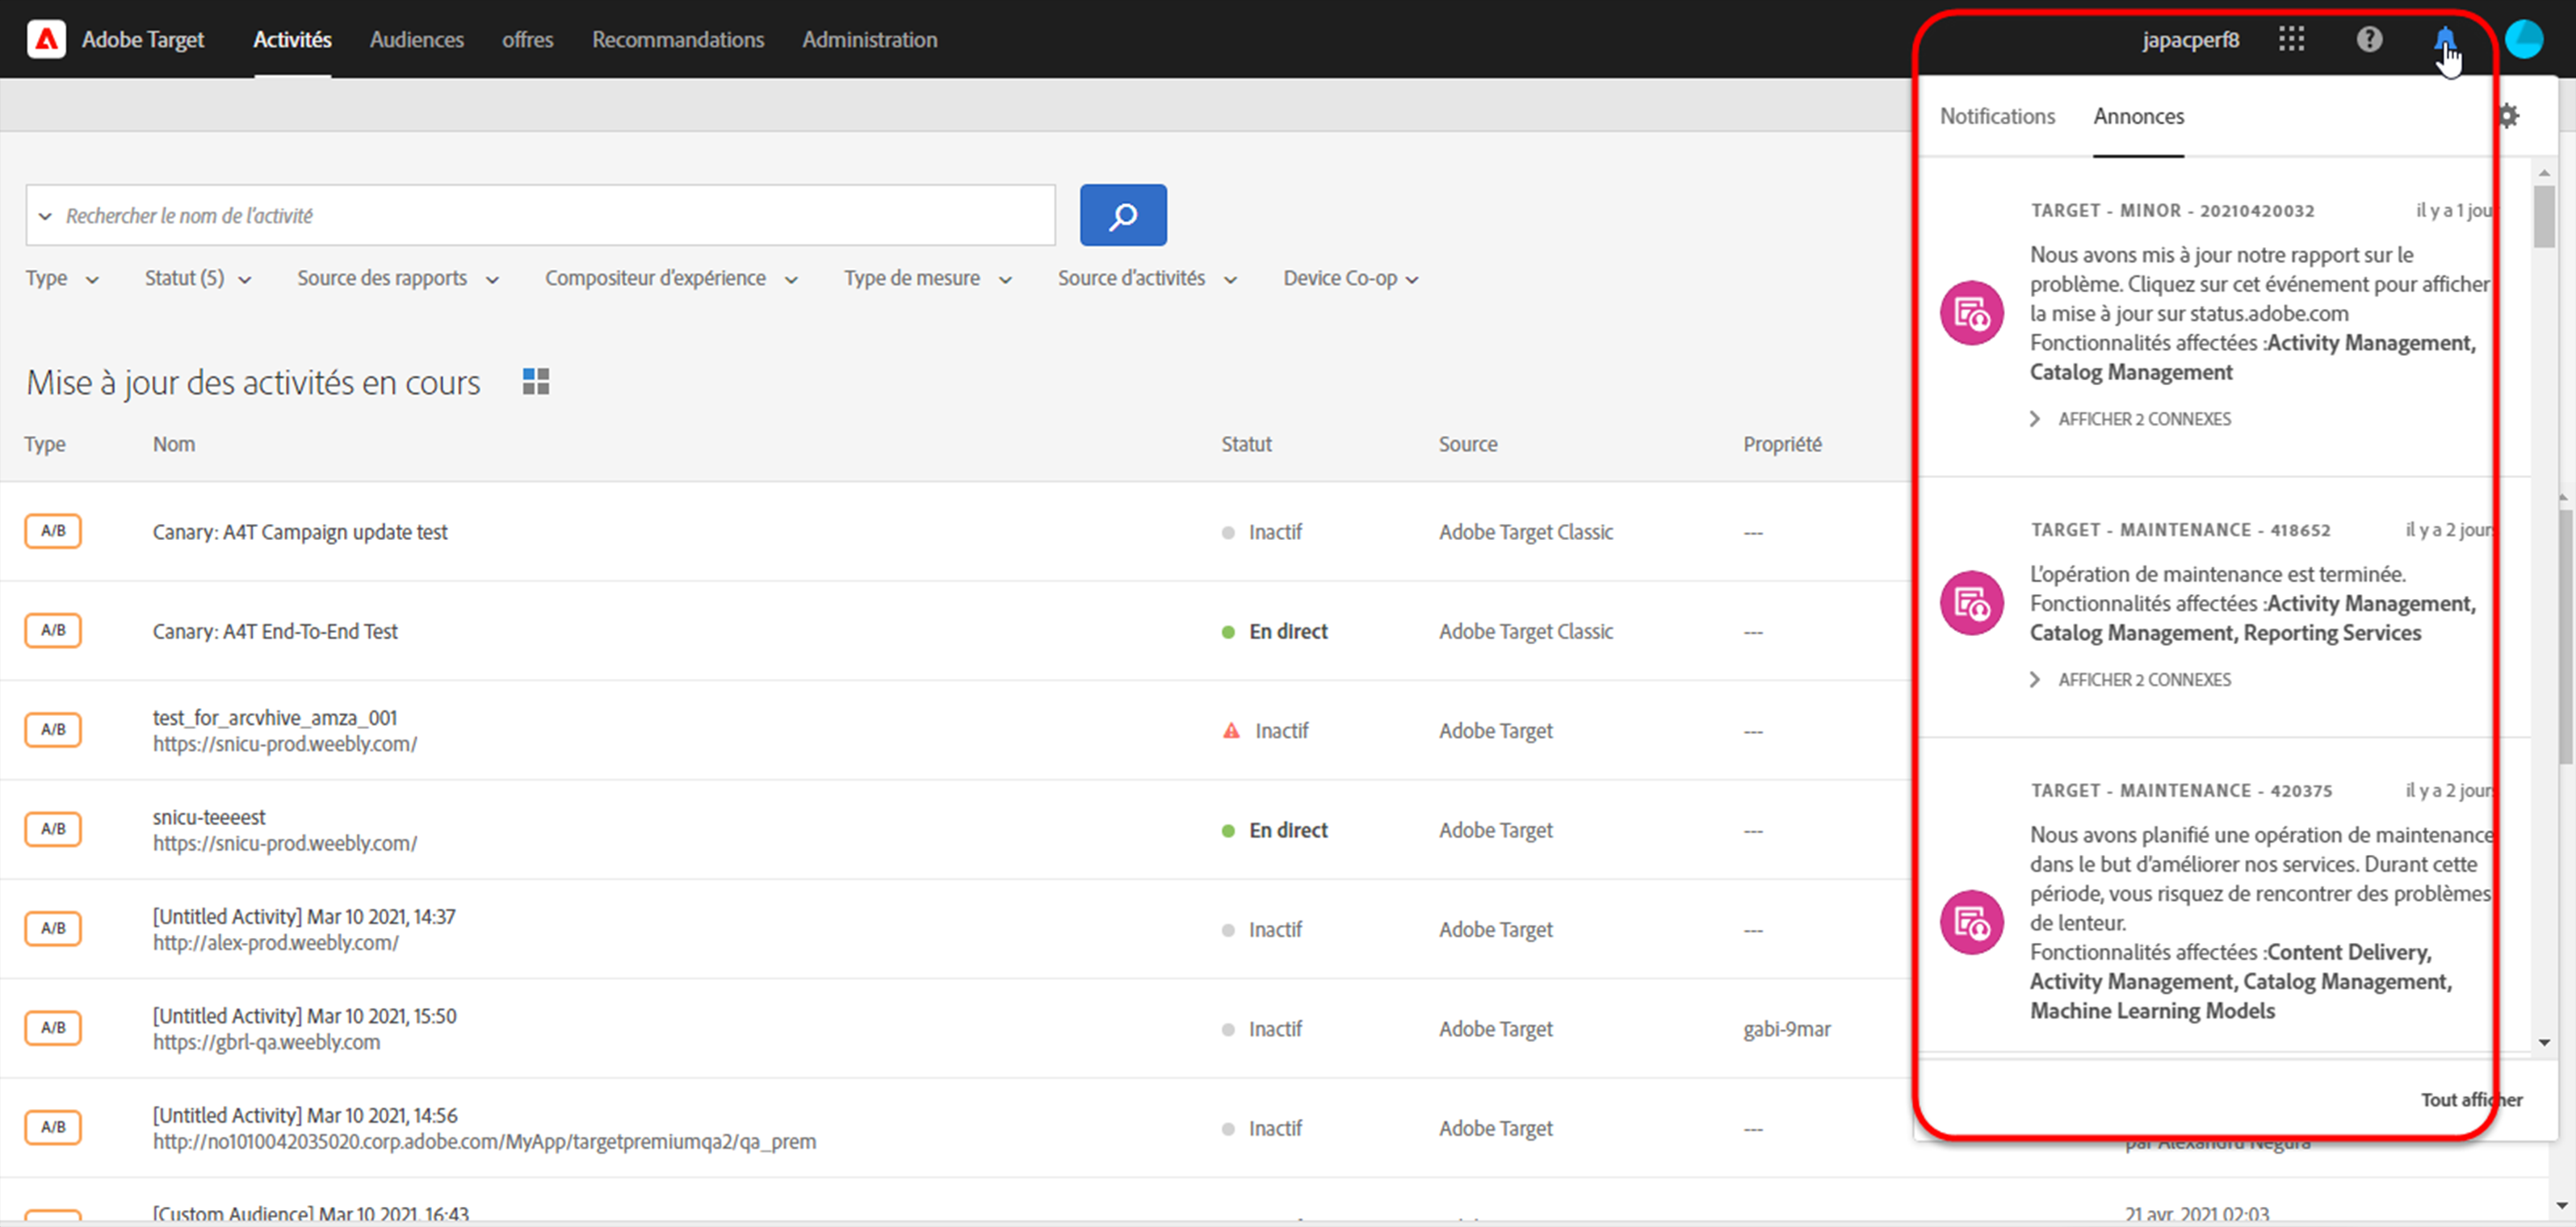 Adobe Target Activités Audiences offres Recommandations Administration japacperf8
Notifications Annonces
Rechercher le nom de l'activité
Type Statut (5) Source des rapports Compositeur d'expérience Type de mesure Source d'activités Device Co-op
Mise à jour des activités en cours
Type Nom Statut Source Propriété
A/B Canary: A4T Campaign update test Inactif Adobe Target Classic ---
A/B Canary: A4T End-To-End Test En direct Adobe Target Classic ---
A/B test_for_arcvhive_amza_001 Inactif Adobe Target ---
https://snicu-prod.weebly.com/
A/B snicu-teeeest En direct Adobe Target ---
https://snicu-prod.weebly.com/
A/B [Untitled Activity] Mar 10 2021, 14:37 Inactif Adobe Target ---
http://alex-prod.weebly.com/
A/B [Untitled Activity] Mar 10 2021, 15:50 Inactif Adobe Target gabi-9mar
https://gbrl-qa.weebly.com
A/B [Untitled Activity] Mar 10 2021, 14:56 Inactif Adobe Target ---
http://no1010042035020.corp.adobe.com/MyApp/targetpremiumqa2/qa_prem
par Alexandru Negura
[Custom Audience] Mar 10 2021, 16:43
21 avr. 2021 02:03
TARGET - MINOR - 20210420032 il y a 1 jour
Nous avons mis à jour notre rapport sur le
problème. Cliquez sur cet événement pour afficher
la mise à jour sur status.adobe.com
Fonctionnalités affectées :Activity Management,
Catalog Management
AFFICHER 2 CONNEXES
TARGET - MAINTENANCE - 418652 il y a 2 jours
L'opération de maintenance est terminée.
Fonctionnalités affectées :Activity Management,
Catalog Management, Reporting Services
AFFICHER 2 CONNEXES
TARGET - MAINTENANCE - 420375 il y a 2 jours
Nous avons planifié une opération de maintenance
dans le but d'améliorer nos services. Durant cette
période, vous risquez de rencontrer des problèmes
de lenteur.
Fonctionnalités affectées :Content Delivery,
Activity Management, Catalog Management,
Machine Learning Models
Tout afficher